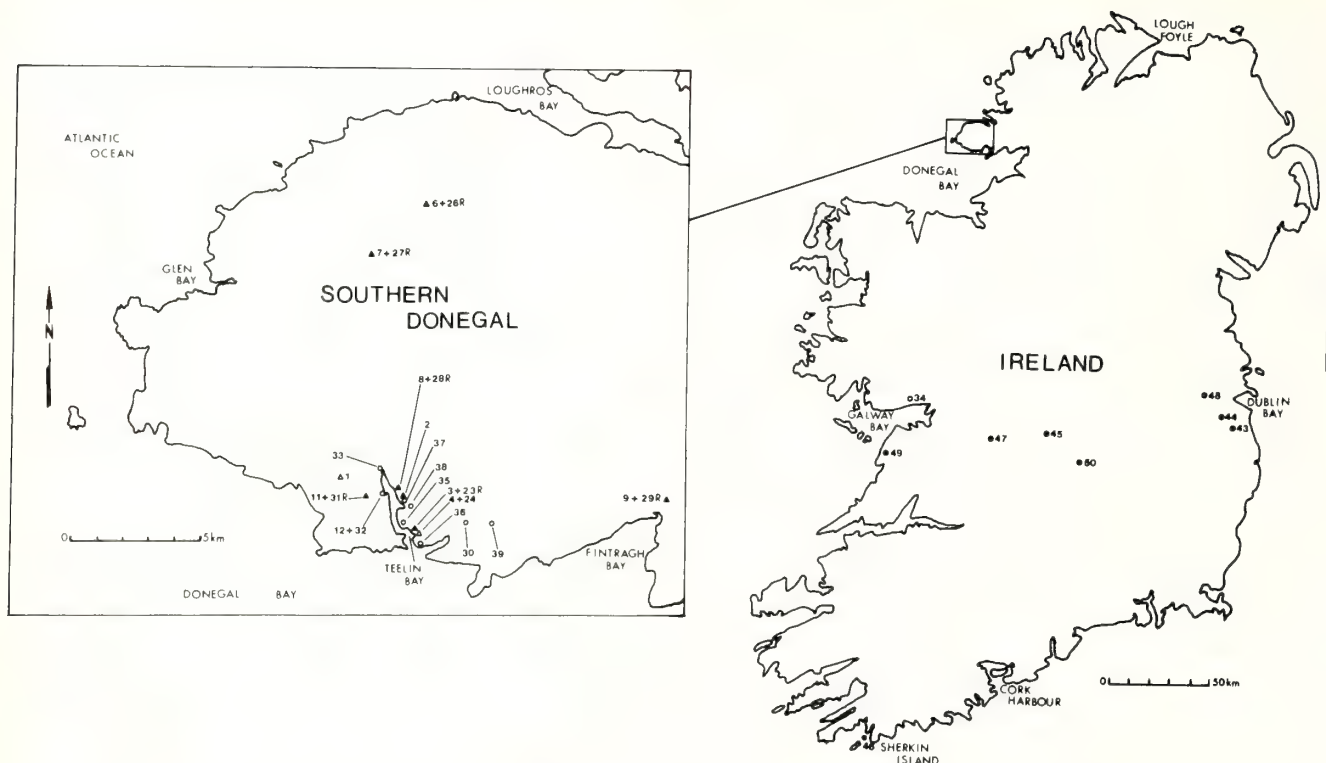 LOUGHROS
BAY
ATLANTIC
OCEAN
6+26R
7+27R
GLEN
BAY
N
SOUTHERN
DONEGAL
8+28R
2
37
33
38
35
1
3+23R
11+31R
4+24
9+29R
12+32
36
0
5km
30
39
FINTRAGH
BAY
TEELIN
BAY
DONEGAL BAY
LOUGH
FOYLE
DONEGAL
BAY
IRELAND
34
48
GALWAY
BAY
DUBLIN
BAY
44
43
47
45
49
50
0
50km
CORK
HARBOUR
SHERKIN
ISLAND